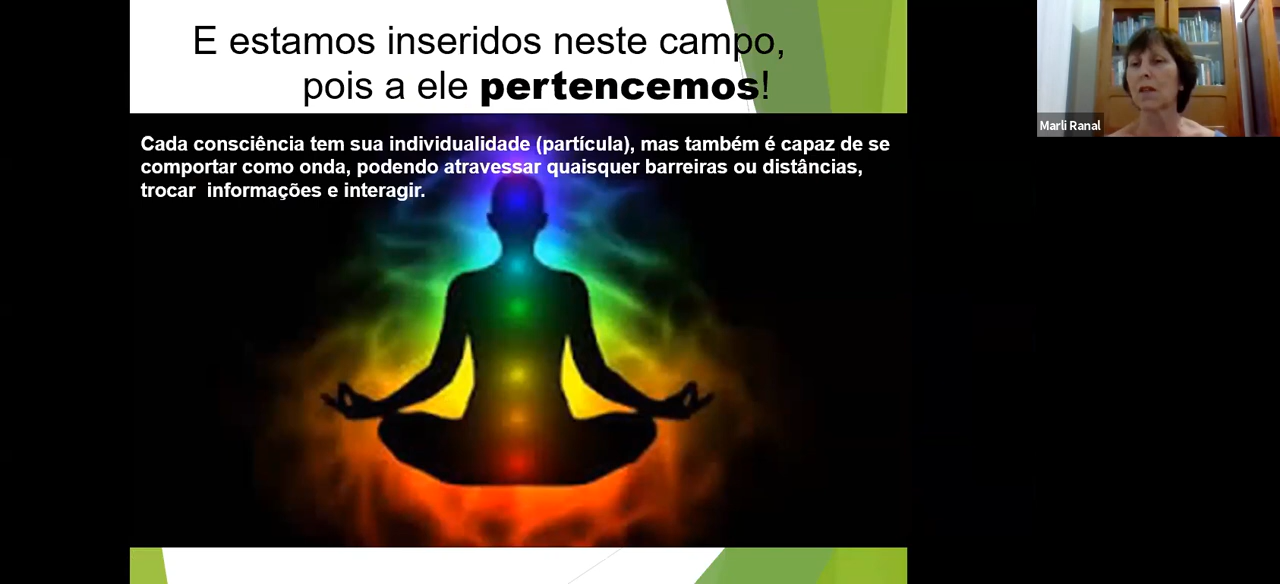 E estamos inseridos neste campo,
pois a ele pertencemos!
Marli Ranal
Cada consciência tem sua individualidade (partícula), mas também é capaz de se
comportar como onda, podendo atravessar quaisquer barreiras ou distâncias,
trocar  informações e interagir.